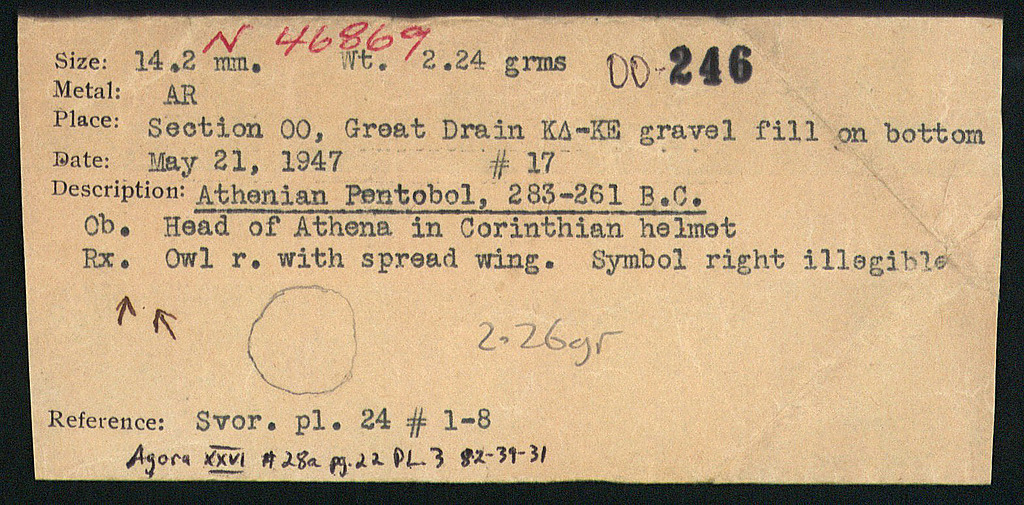 N 46869
Size: 14.2 mm. Wt. 2.24 grms OO-246
Metal: AR
Place: Section OO, Great Drain KΔ-KE gravel fill on bottom
Date: May 21, 1947 # 17
Description: Athenian Pentobol, 283-261 B.C.
Ob. Head of Athena in Corinthian helmet
Rx. Owl r. with spread wing. Symbol right illegible
↑ ↖
2.26gr
Reference: Svor. pl. 24 # 1-8
Agora XXVI #28a pg.22 PL.3 82-39-31